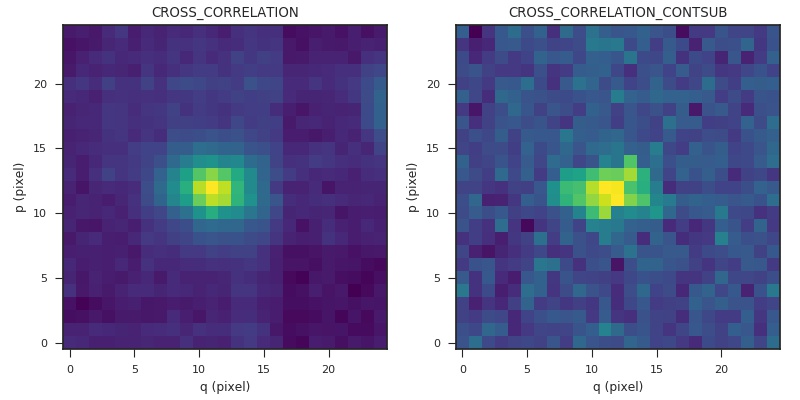 CROSS_CORRELATION
CROSS_CORRELATION_CONTSUB
20
15
10
5
0
p (pixel)
0 5 10 15 20
q (pixel)
20
15
10
5
0
p (pixel)
0 5 10 15 20
q (pixel)